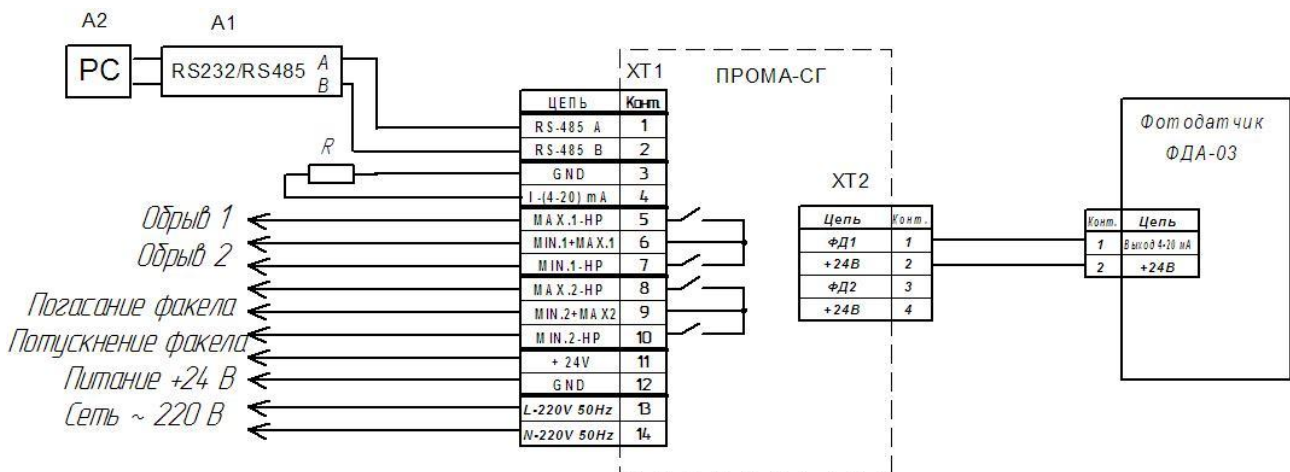 A2
A1
PC
RS232/RS485
A
B
XT1
ПРОМА-СГ
ЦЕПЬ Конт.
RS-485 A 1
RS-485 B 2
GND 3
I-(4-20) mA 4
MAX.1-НР 5
MIN.1+MAX.1 6
MIN.1-НР 7
MAX.2-НР 8
MIN.2+MAX2 9
MIN.2-НР 10
+ 24V 11
GND 12
L-220V 50Hz 13
N-220V 50Hz 14
R
Обрыв 1
Обрыв 2
Погасание факела
Потускнение факела
Питание +24 В
Сеть ~ 220 В
XT2
Цепь Конт.
ФД1 1
+24В 2
ФД2 3
+24В 4
Фотодатчик
ФДА-03
Конт. Цепь
1 Выход 4-20 мА
2 +24В